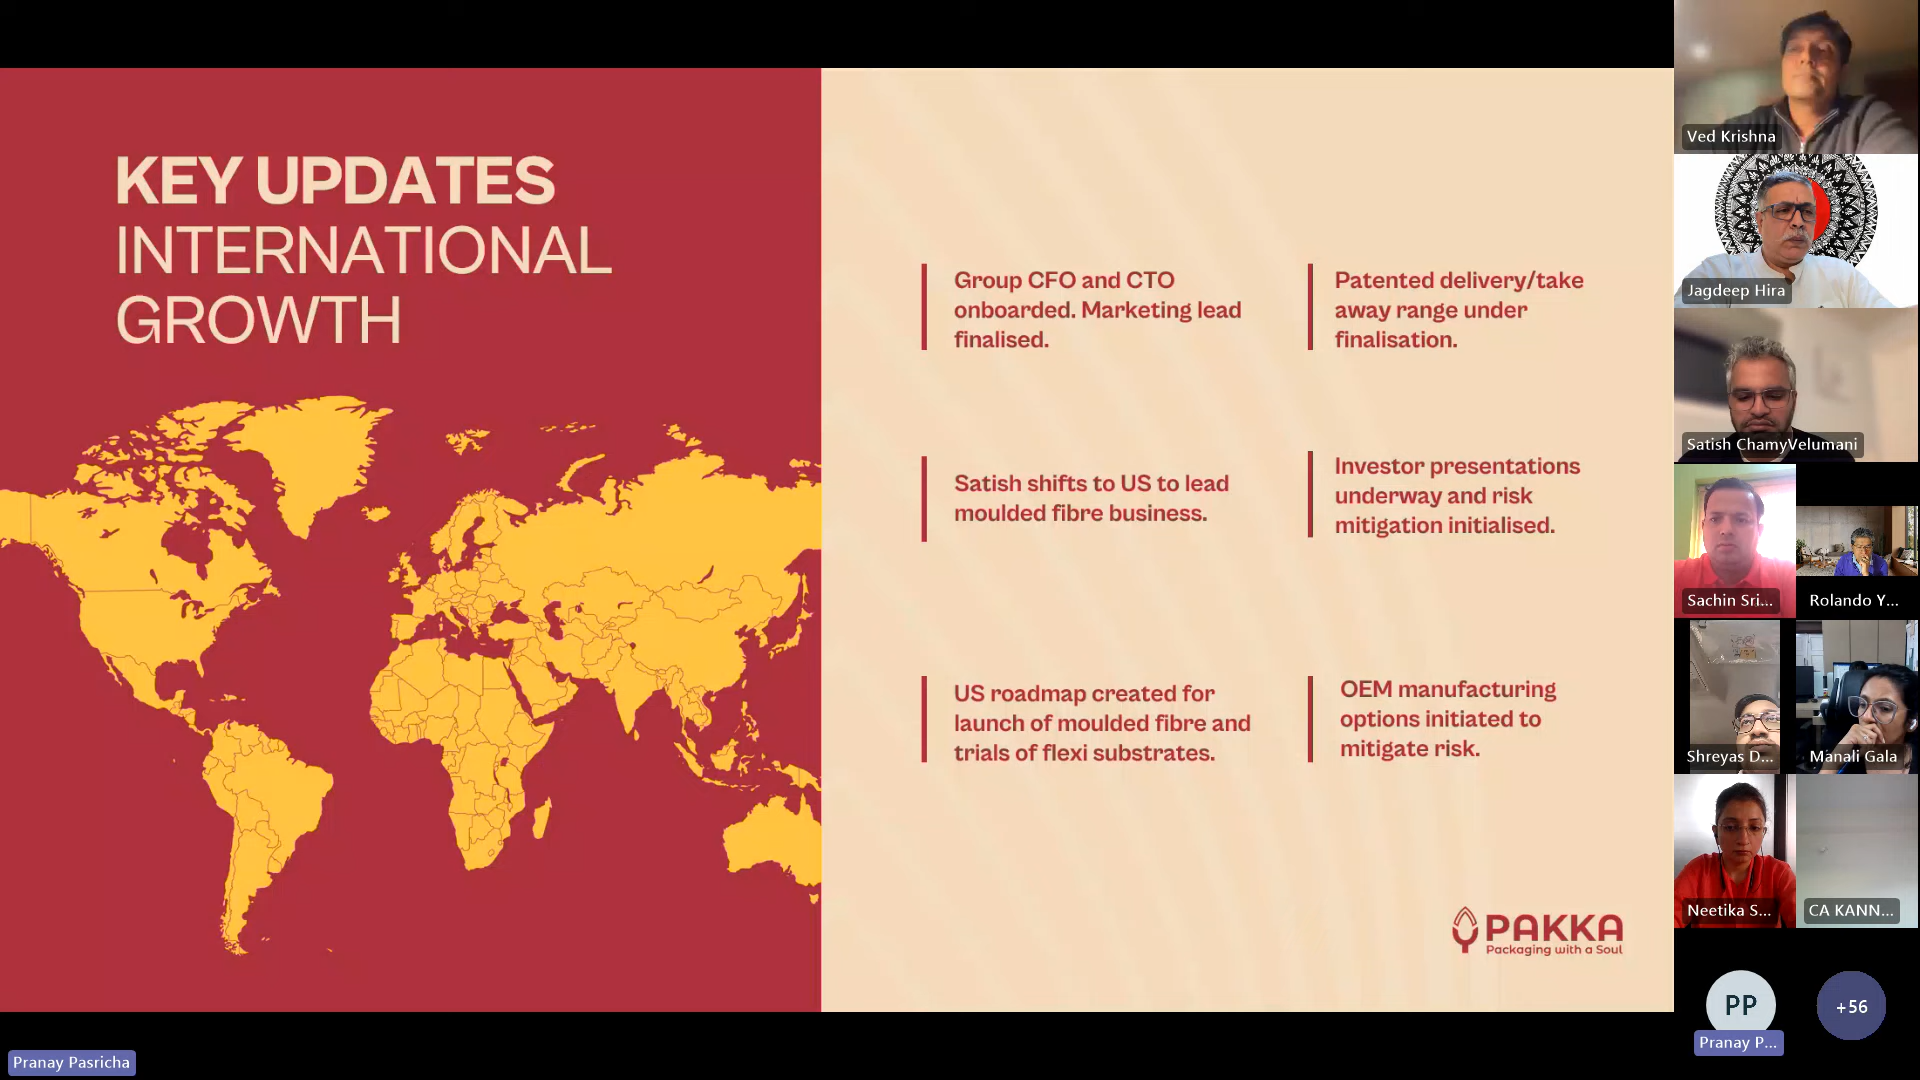 KEY UPDATES
INTERNATIONAL
GROWTH
Group CFO and CTO
onboarded. Marketing lead
finalised.
Patented delivery/take
away range under
finalisation.
Satish shifts to US to lead
moulded fibre business.
Investor presentations
underway and risk
mitigation initialised.
US roadmap created for
launch of moulded fibre and
trials of flexi substrates.
OEM manufacturing
options initiated to
mitigate risk.
PAKKA
Packaging with a Soul
Ved Krishna
Jagdeep Hira
Satish ChamyVelumani
Sachin Sri...
Rolando Y...
Shreyas D...
Manali Gala
Neetika S...
CA KANN...
PP
+56
Pranay P...
Pranay Pasricha